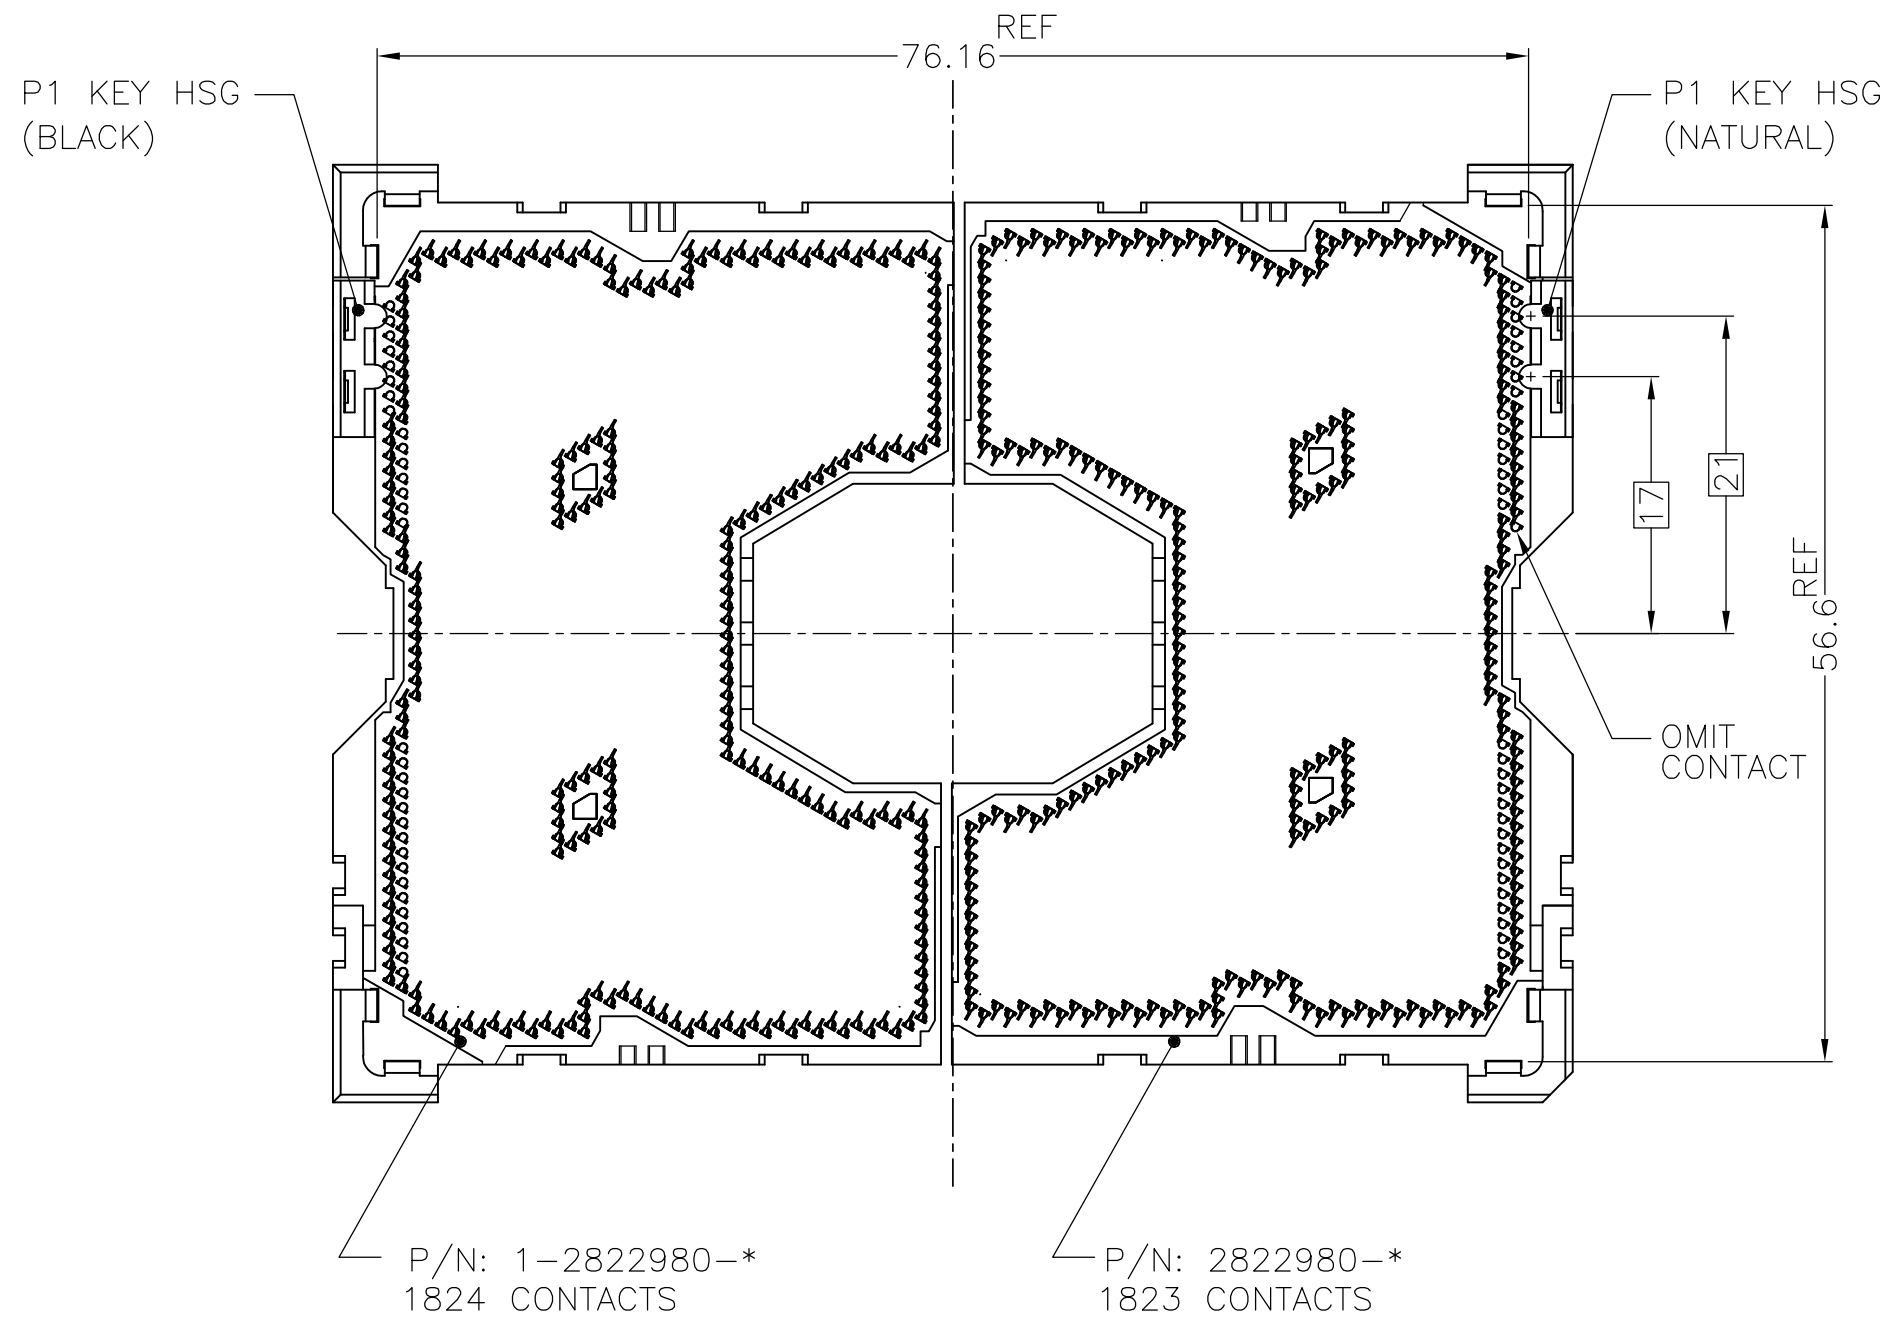 REF
76.16
P1 KEY HSG
(BLACK)
P1 KEY HSG
(NATURAL)
21
17
REF
56.6
OMIT
CONTACT
P/N: 1-2822980-*
1824 CONTACTS
P/N: 2822980-*
1823 CONTACTS